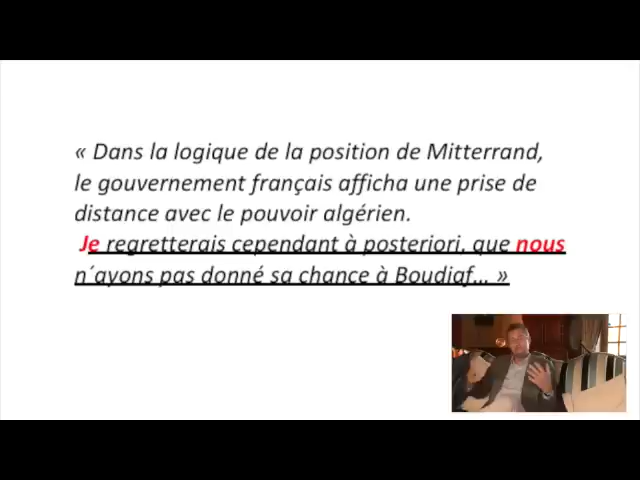 « Dans la logique de la position de Mitterrand,
le gouvernement français afficha une prise de
distance avec le pouvoir algérien.
Je regretterais cependant à posteriori, que nous
n´ayons pas donné sa chance à Boudiaf... »